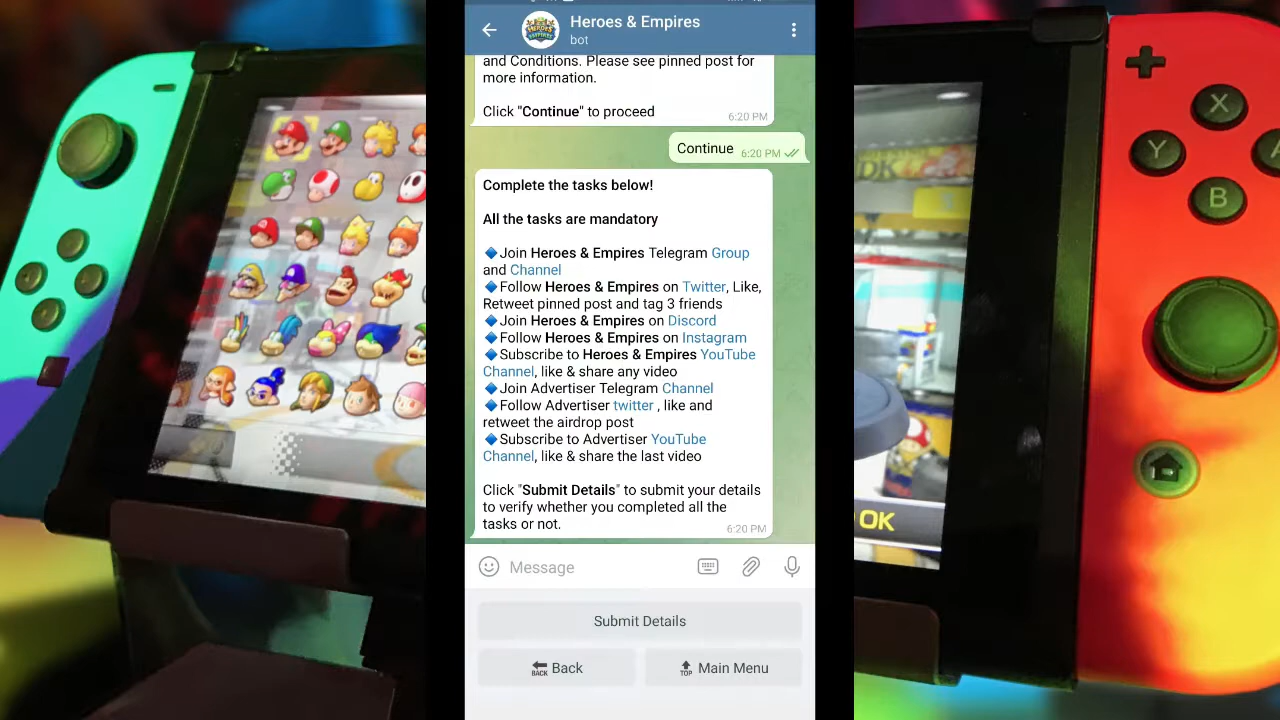 Heroes & Empires
bot
and Conditions. Please see pinned post for
more information.
Click "Continue" to proceed
6:20 PM
Continue 6:20 PM
Complete the tasks below!
All the tasks are mandatory
Join Heroes & Empires Telegram Group
and Channel
Follow Heroes & Empires on Twitter, Like,
Retweet pinned post and tag 3 friends
Join Heroes & Empires on Discord
Follow Heroes & Empires on Instagram
Subscribe to Heroes & Empires YouTube
Channel, like & share any video
Join Advertiser Telegram Channel
Follow Advertiser twitter , like and
retweet the airdrop post
Subscribe to Advertiser YouTube
Channel, like & share the last video
Click "Submit Details" to submit your details
to verify whether you completed all the
tasks or not.
6:20 PM
Message
Submit Details
BACK Back
TOP Main Menu
X
Y
A
B
OK